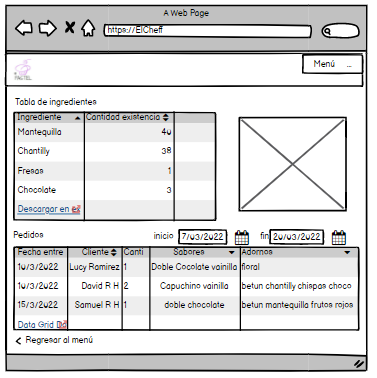 A Web Page
https://ElCheff
Menú ...
PASTEL
Tabla de ingredientes
Ingrediente Cantidad existencia
Mantequilla 40
Chantilly 38
Fresas 1
Chocolate 3
Descargar en
Pedidos inicio 7/03/2022 fin 20/03/2022
Fecha entre Cliente Canti Sabores Adornos
10/3/2022 Lucy Ramirez 1 Doble Cocolate vainilla floral
10/3/2022 David R H 2 Capuchino vainilla betun chantilly chispas choco
15/3/2022 Samuel R H 1 doble chocolate betun mantequilla frutos rojos
Data Grid
< Regresar al menú